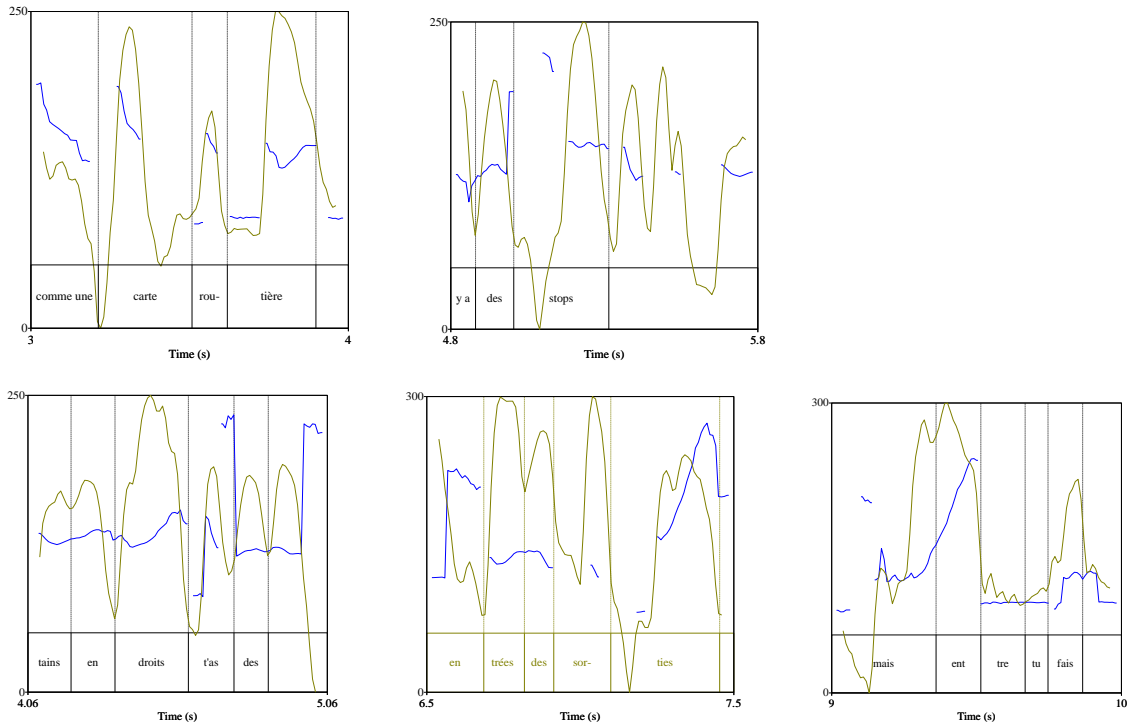 250
0
comme une carte rou- tière
3 4
Time (s)
250
0
y a des stops
4.8 5.8
Time (s)
250
0
tains en droits t'as des
4.06 5.06
Time (s)
300
0
en trées des sor- ties
6.5 7.5
Time (s)
300
0
mais ent tre tu fais
9 10
Time (s)